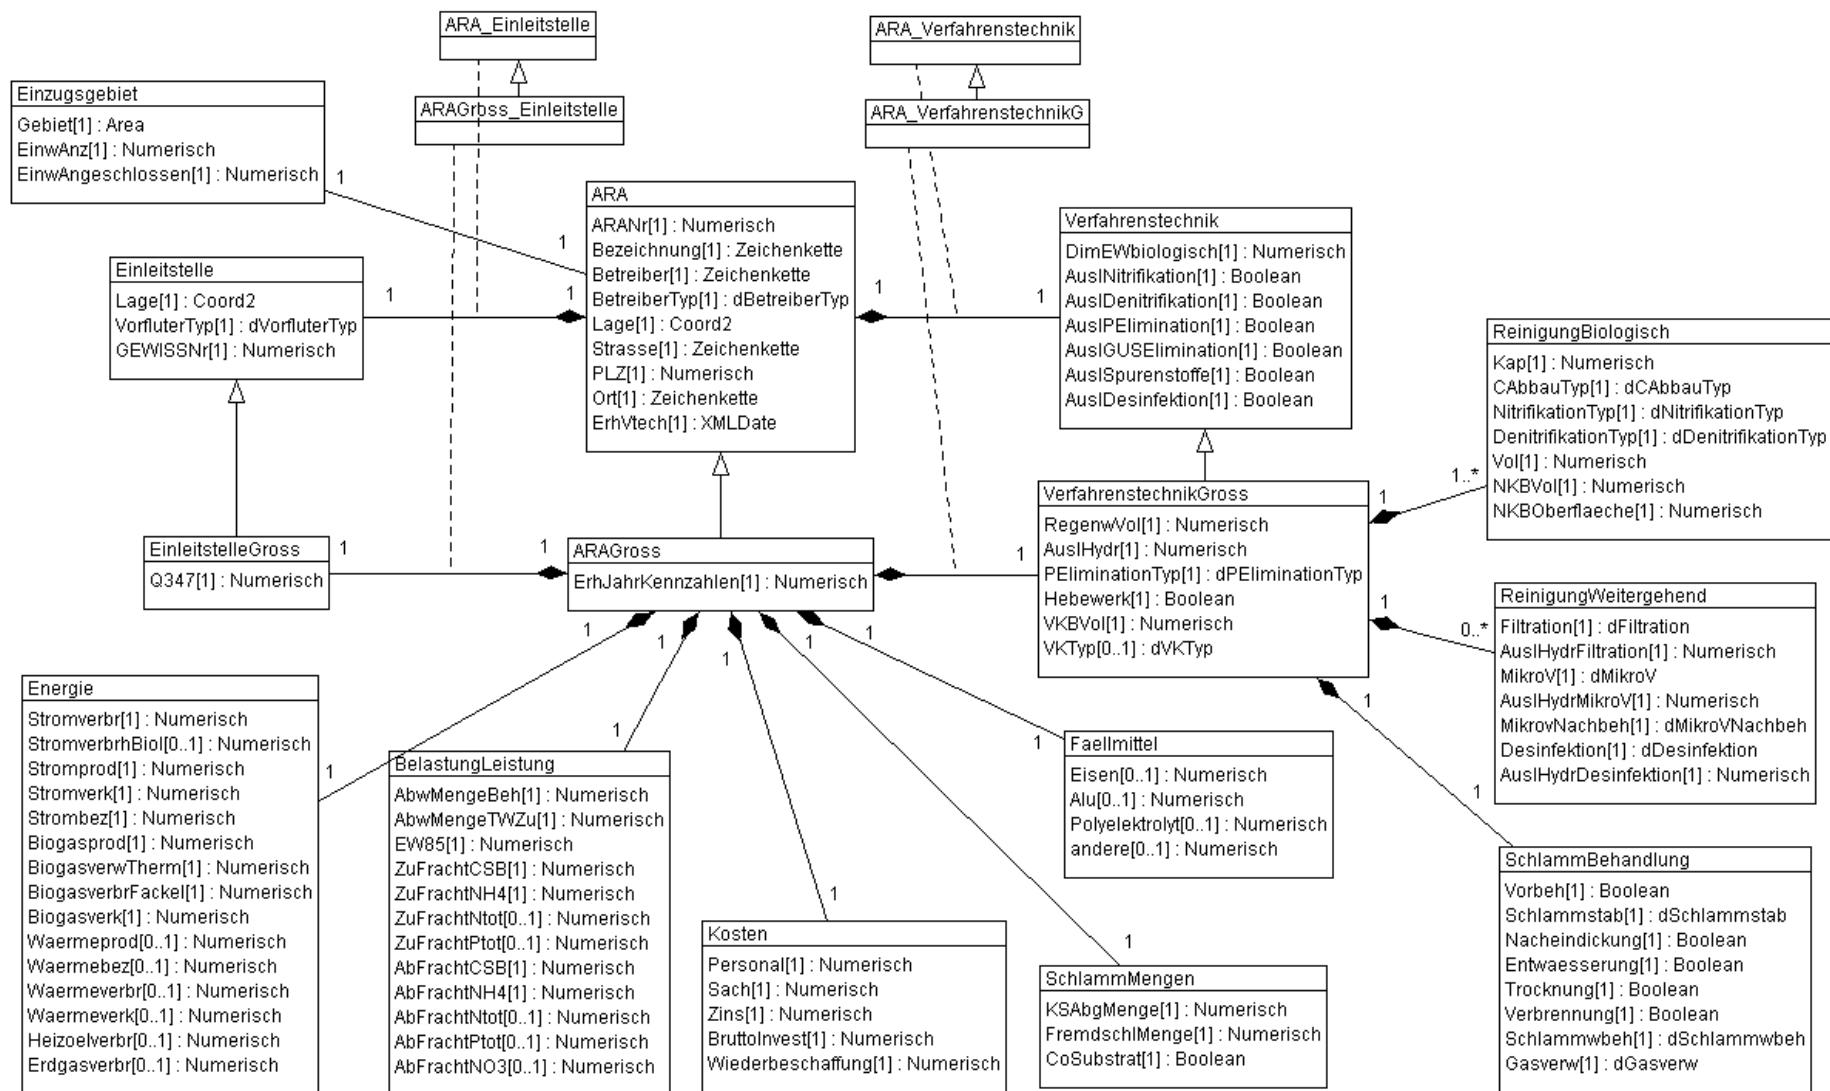 ARA_Einleitstelle
ARAGross_Einleitstelle
ARA_Verfahrenstechnik
ARA_VerfahrenstechnikG
Einzugsgebiet
Gebiet[1] : Area
EinwAnz[1] : Numerisch
EinwAngeschlossen[1] : Numerisch
1
1
ARA
ARANr[1] : Numerisch
Bezeichnung[1] : Zeichenkette
Betreiber[1] : Zeichenkette
BetreiberTyp[1] : dBetreiberTyp
Lage[1] : Coord2
Strasse[1] : Zeichenkette
PLZ[1] : Numerisch
Ort[1] : Zeichenkette
ErhVtech[1] : XMLDate
Einleitstelle
Lage[1] : Coord2
VorfluterTyp[1] : dVorfluterTyp
GEWISSNr[1] : Numerisch
1
1
1
1
Verfahrenstechnik
DimEWbiologisch[1] : Numerisch
AuslNitrifikation[1] : Boolean
AuslDenitrifikation[1] : Boolean
AuslPElimination[1] : Boolean
AuslGUSElimination[1] : Boolean
AuslSpurenstoffe[1] : Boolean
AuslDesinfektion[1] : Boolean
ReinigungBiologisch
Kap[1] : Numerisch
CAbbauTyp[1] : dCAbbauTyp
NitrifikationTyp[1] : dNitrifikationTyp
DenitrifikationTyp[1] : dDenitrifikationTyp
Vol[1] : Numerisch
NKBVol[1] : Numerisch
NKBOberflaeche[1] : Numerisch
1
1..*
VerfahrenstechnikGross
RegenwVol[1] : Numerisch
AuslHydr[1] : Numerisch
PEliminationTyp[1] : dPEliminationTyp
Hebewerk[1] : Boolean
VKBVol[1] : Numerisch
VKTyp[0..1] : dVKTyp
EinleitstelleGross
Q347[1] : Numerisch
1
1
ARAGross
ErhJahrKennzahlen[1] : Numerisch
1
1
1
0..*
ReinigungWeitergehend
Filtration[1] : dFiltration
AuslHydrFiltration[1] : Numerisch
MikroV[1] : dMikroV
AuslHydrMikroV[1] : Numerisch
MikrovNachbeh[1] : dMikroVNachbeh
Desinfektion[1] : dDesinfektion
AuslHydrDesinfektion[1] : Numerisch
1
1
1
1
1
1
1
Energie
Stromverbr[1] : Numerisch
StromverbrhBiol[0..1] : Numerisch
Stromprod[1] : Numerisch
Stromverk[1] : Numerisch
Strombez[1] : Numerisch
Biogasprod[1] : Numerisch
BiogasverwTherm[1] : Numerisch
BiogasverbrFackel[1] : Numerisch
Biogasverk[1] : Numerisch
Waermeprod[0..1] : Numerisch
Waermebez[0..1] : Numerisch
Waermeverbr[0..1] : Numerisch
Waermeverk[0..1] : Numerisch
Heizoelverbr[0..1] : Numerisch
Erdgasverbr[0..1] : Numerisch
1
1
BelastungLeistung
AbwMengeBeh[1] : Numerisch
AbwMengeTWZu[1] : Numerisch
EW85[1] : Numerisch
ZuFrachtCSB[1] : Numerisch
ZuFrachtNH4[1] : Numerisch
ZuFrachtNtot[0..1] : Numerisch
ZuFrachtPtot[0..1] : Numerisch
AbFrachtCSB[1] : Numerisch
AbFrachtNH4[1] : Numerisch
AbFrachtNtot[0..1] : Numerisch
AbFrachtPtot[0..1] : Numerisch
AbFrachtNO3[0..1] : Numerisch
1
Kosten
Personal[1] : Numerisch
Sach[1] : Numerisch
Zins[1] : Numerisch
BruttoInvest[1] : Numerisch
Wiederbeschaffung[1] : Numerisch
1
Faellmittel
Eisen[0..1] : Numerisch
Alu[0..1] : Numerisch
Polyelektrolyt[0..1] : Numerisch
andere[0..1] : Numerisch
1
SchlammMengen
KSAbgMenge[1] : Numerisch
FremdschlMenge[1] : Numerisch
CoSubstrat[1] : Boolean
SchlammBehandlung
Vorbeh[1] : Boolean
Schlammstab[1] : dSchlammstab
Nacheindickung[1] : Boolean
Entwaesserung[1] : Boolean
Trocknung[1] : Boolean
Verbrennung[1] : Boolean
Schlammwbeh[1] : dSchlammwbeh
Gasverw[1] : dGasverw